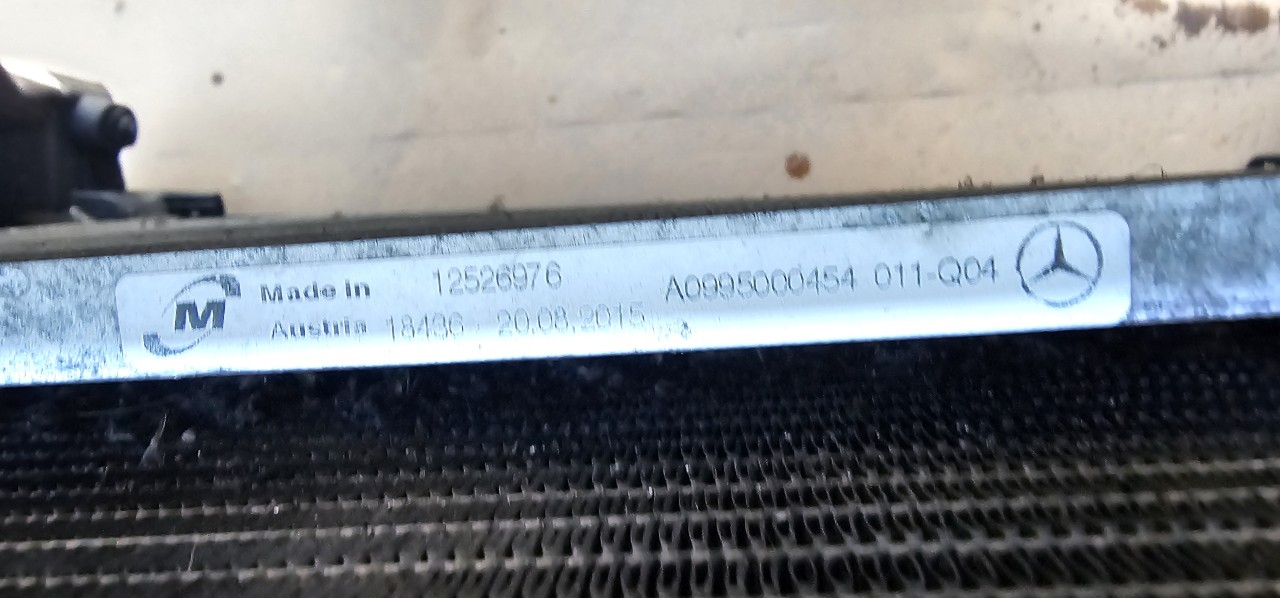 M Made in 12526976 A0995000454 011-Q04
Austria 18436 20.08.2015